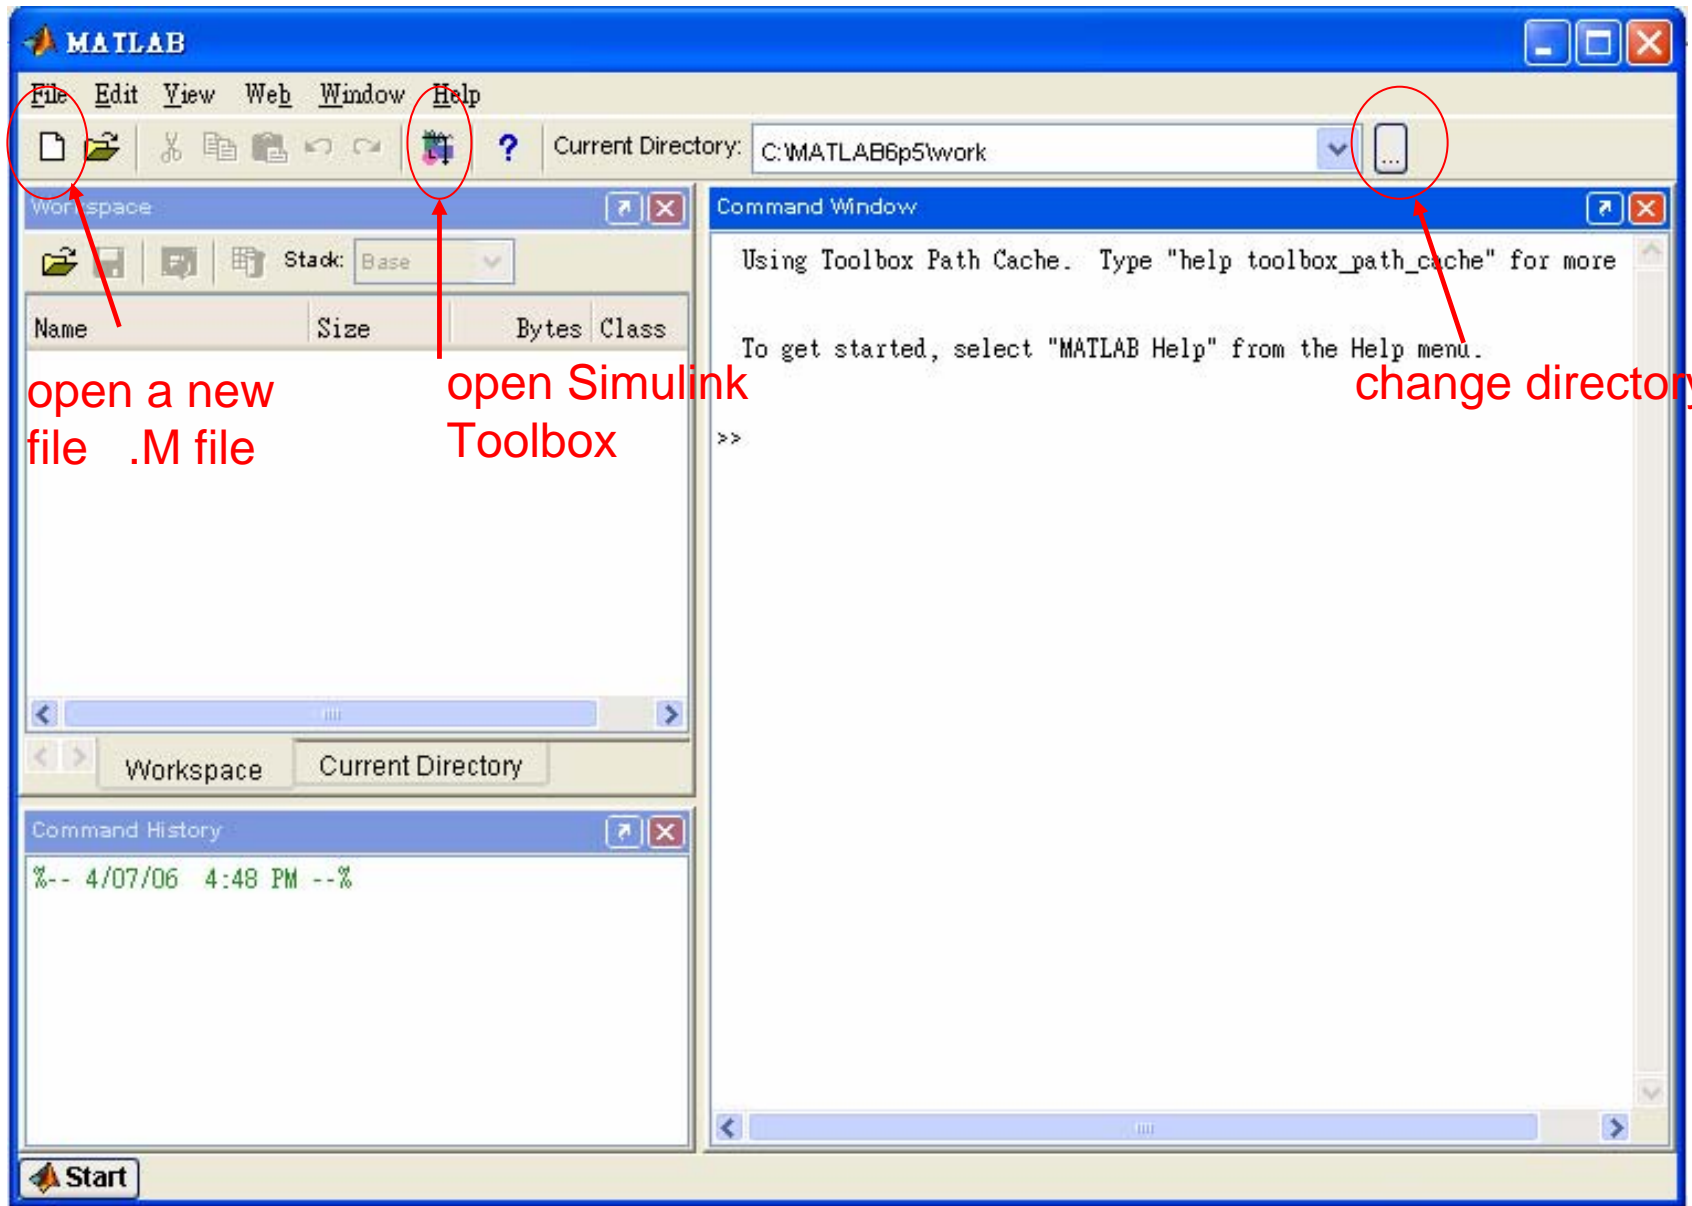 MATLAB
File Edit View Web Window Help
? Current Directory: C:\MATLAB6p5\work ...
Workspace
Stack: Base
Name Size Bytes Class
open a new
file .M file
open Simulink
Toolbox
Workspace Current Directory
Command History
%-- 4/07/06 4:48 PM --%
Command Window
Using Toolbox Path Cache. Type "help toolbox_path_cache" for more
To get started, select "MATLAB Help" from the Help menu.
change directory
>>
Start